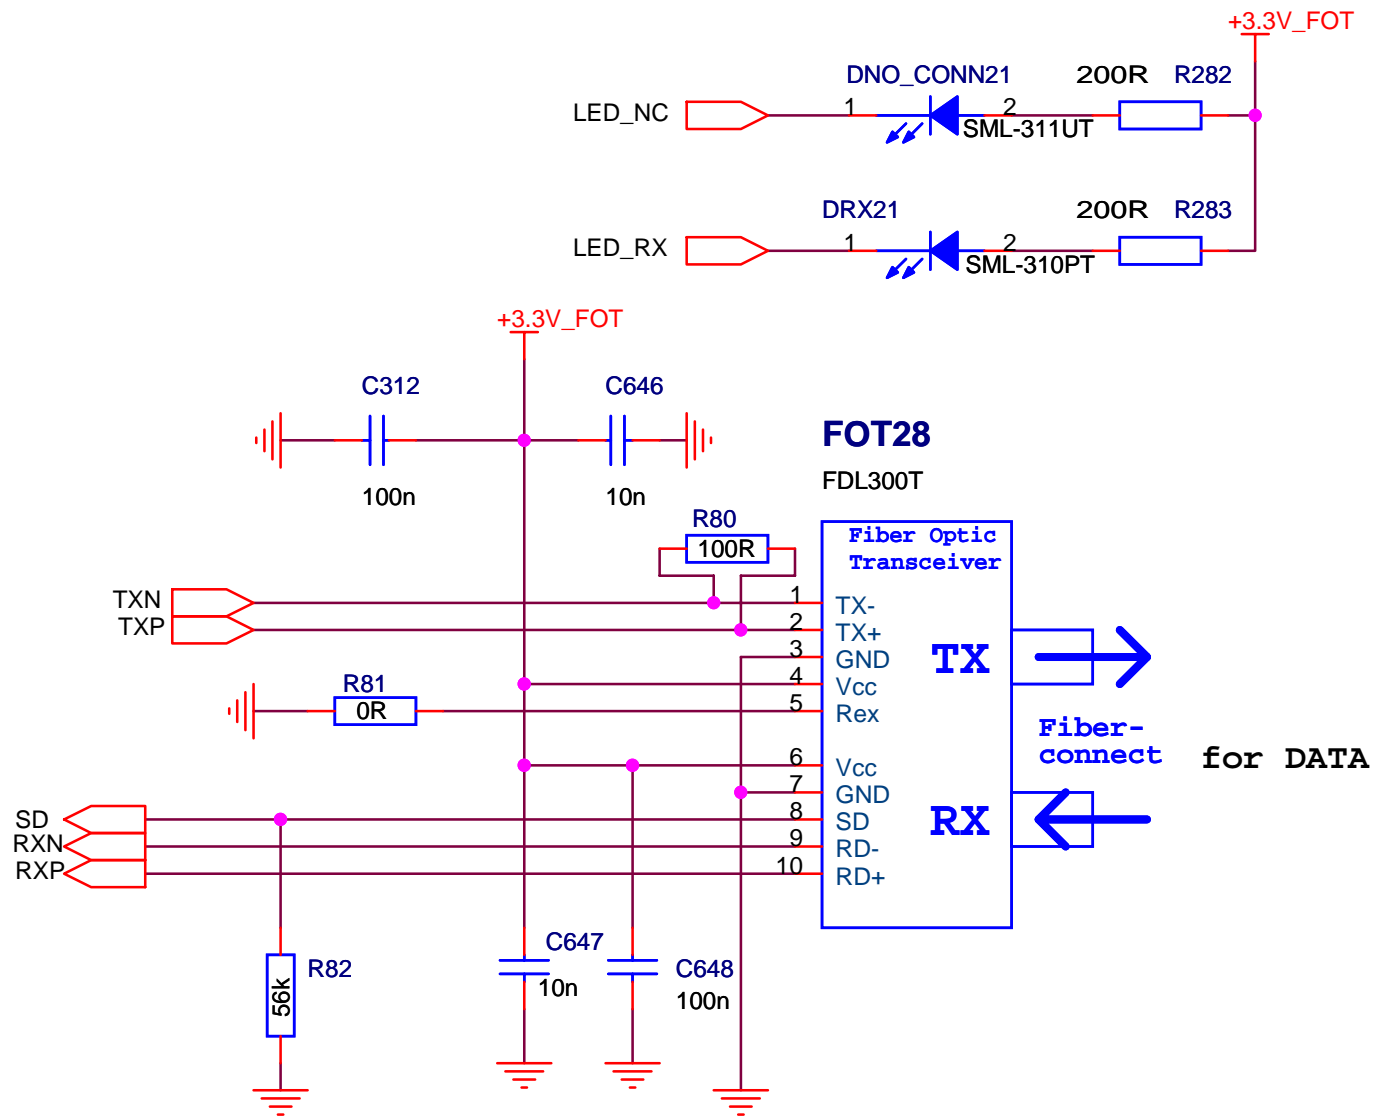 +3.3V_FOT
DNO_CONN21
200R R282
LED_NC
1
2
SML-311UT
DRX21
200R R283
LED_RX
1
2
SML-310PT
+3.3V_FOT
C312
C646
100n
10n
FOT28
FDL300T
R80
100R
Fiber Optic
Transceiver
TXN
1 TX-
TXP
2 TX+
3 GND
TX
R81
4 Vcc
0R
5 Rex
Fiber-
connect
for DATA
6 Vcc
7 GND
SD
8 SD
RX
RXN
9 RD-
RXP
10 RD+
C647
10n
R82
56k
C648
100n